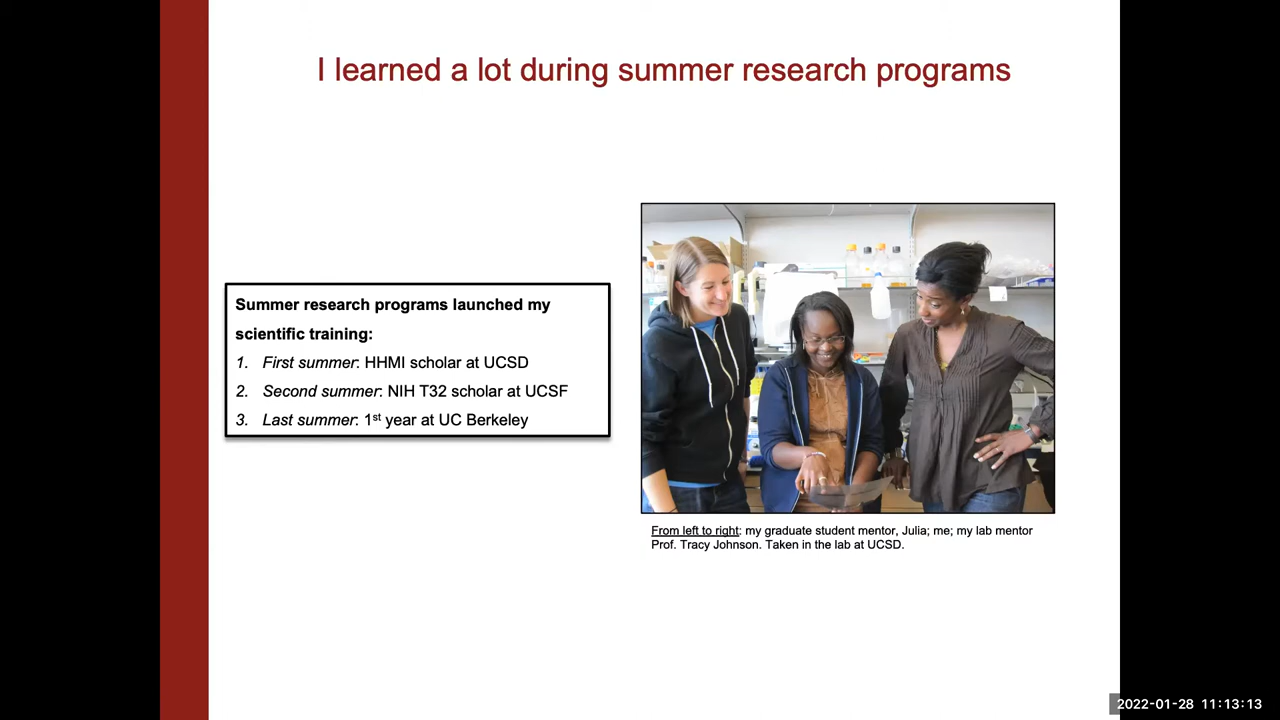 I learned a lot during summer research programs
Summer research programs launched my
scientific training:
1. First summer: HHMI scholar at UCSD
2. Second summer: NIH T32 scholar at UCSF
3. Last summer: 1st year at UC Berkeley
From left to right: my graduate student mentor, Julia; me; my lab mentor
Prof. Tracy Johnson. Taken in the lab at UCSD.
2022-01-28 11:13:13